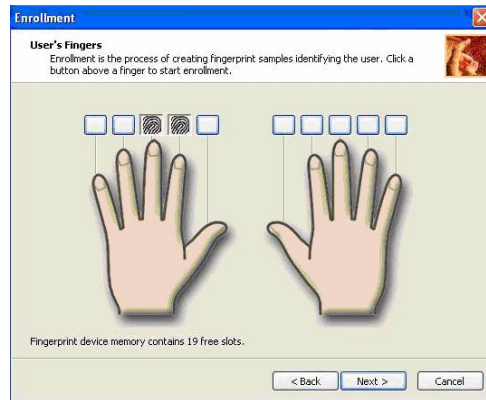 Enrollment
User's Fingers
Enrollment is the process of creating fingerprint samples identifying the user. Click a
button above a finger to start enrollment.
Fingerprint device memory contains 19 free slots.
< Back
Next >
Cancel